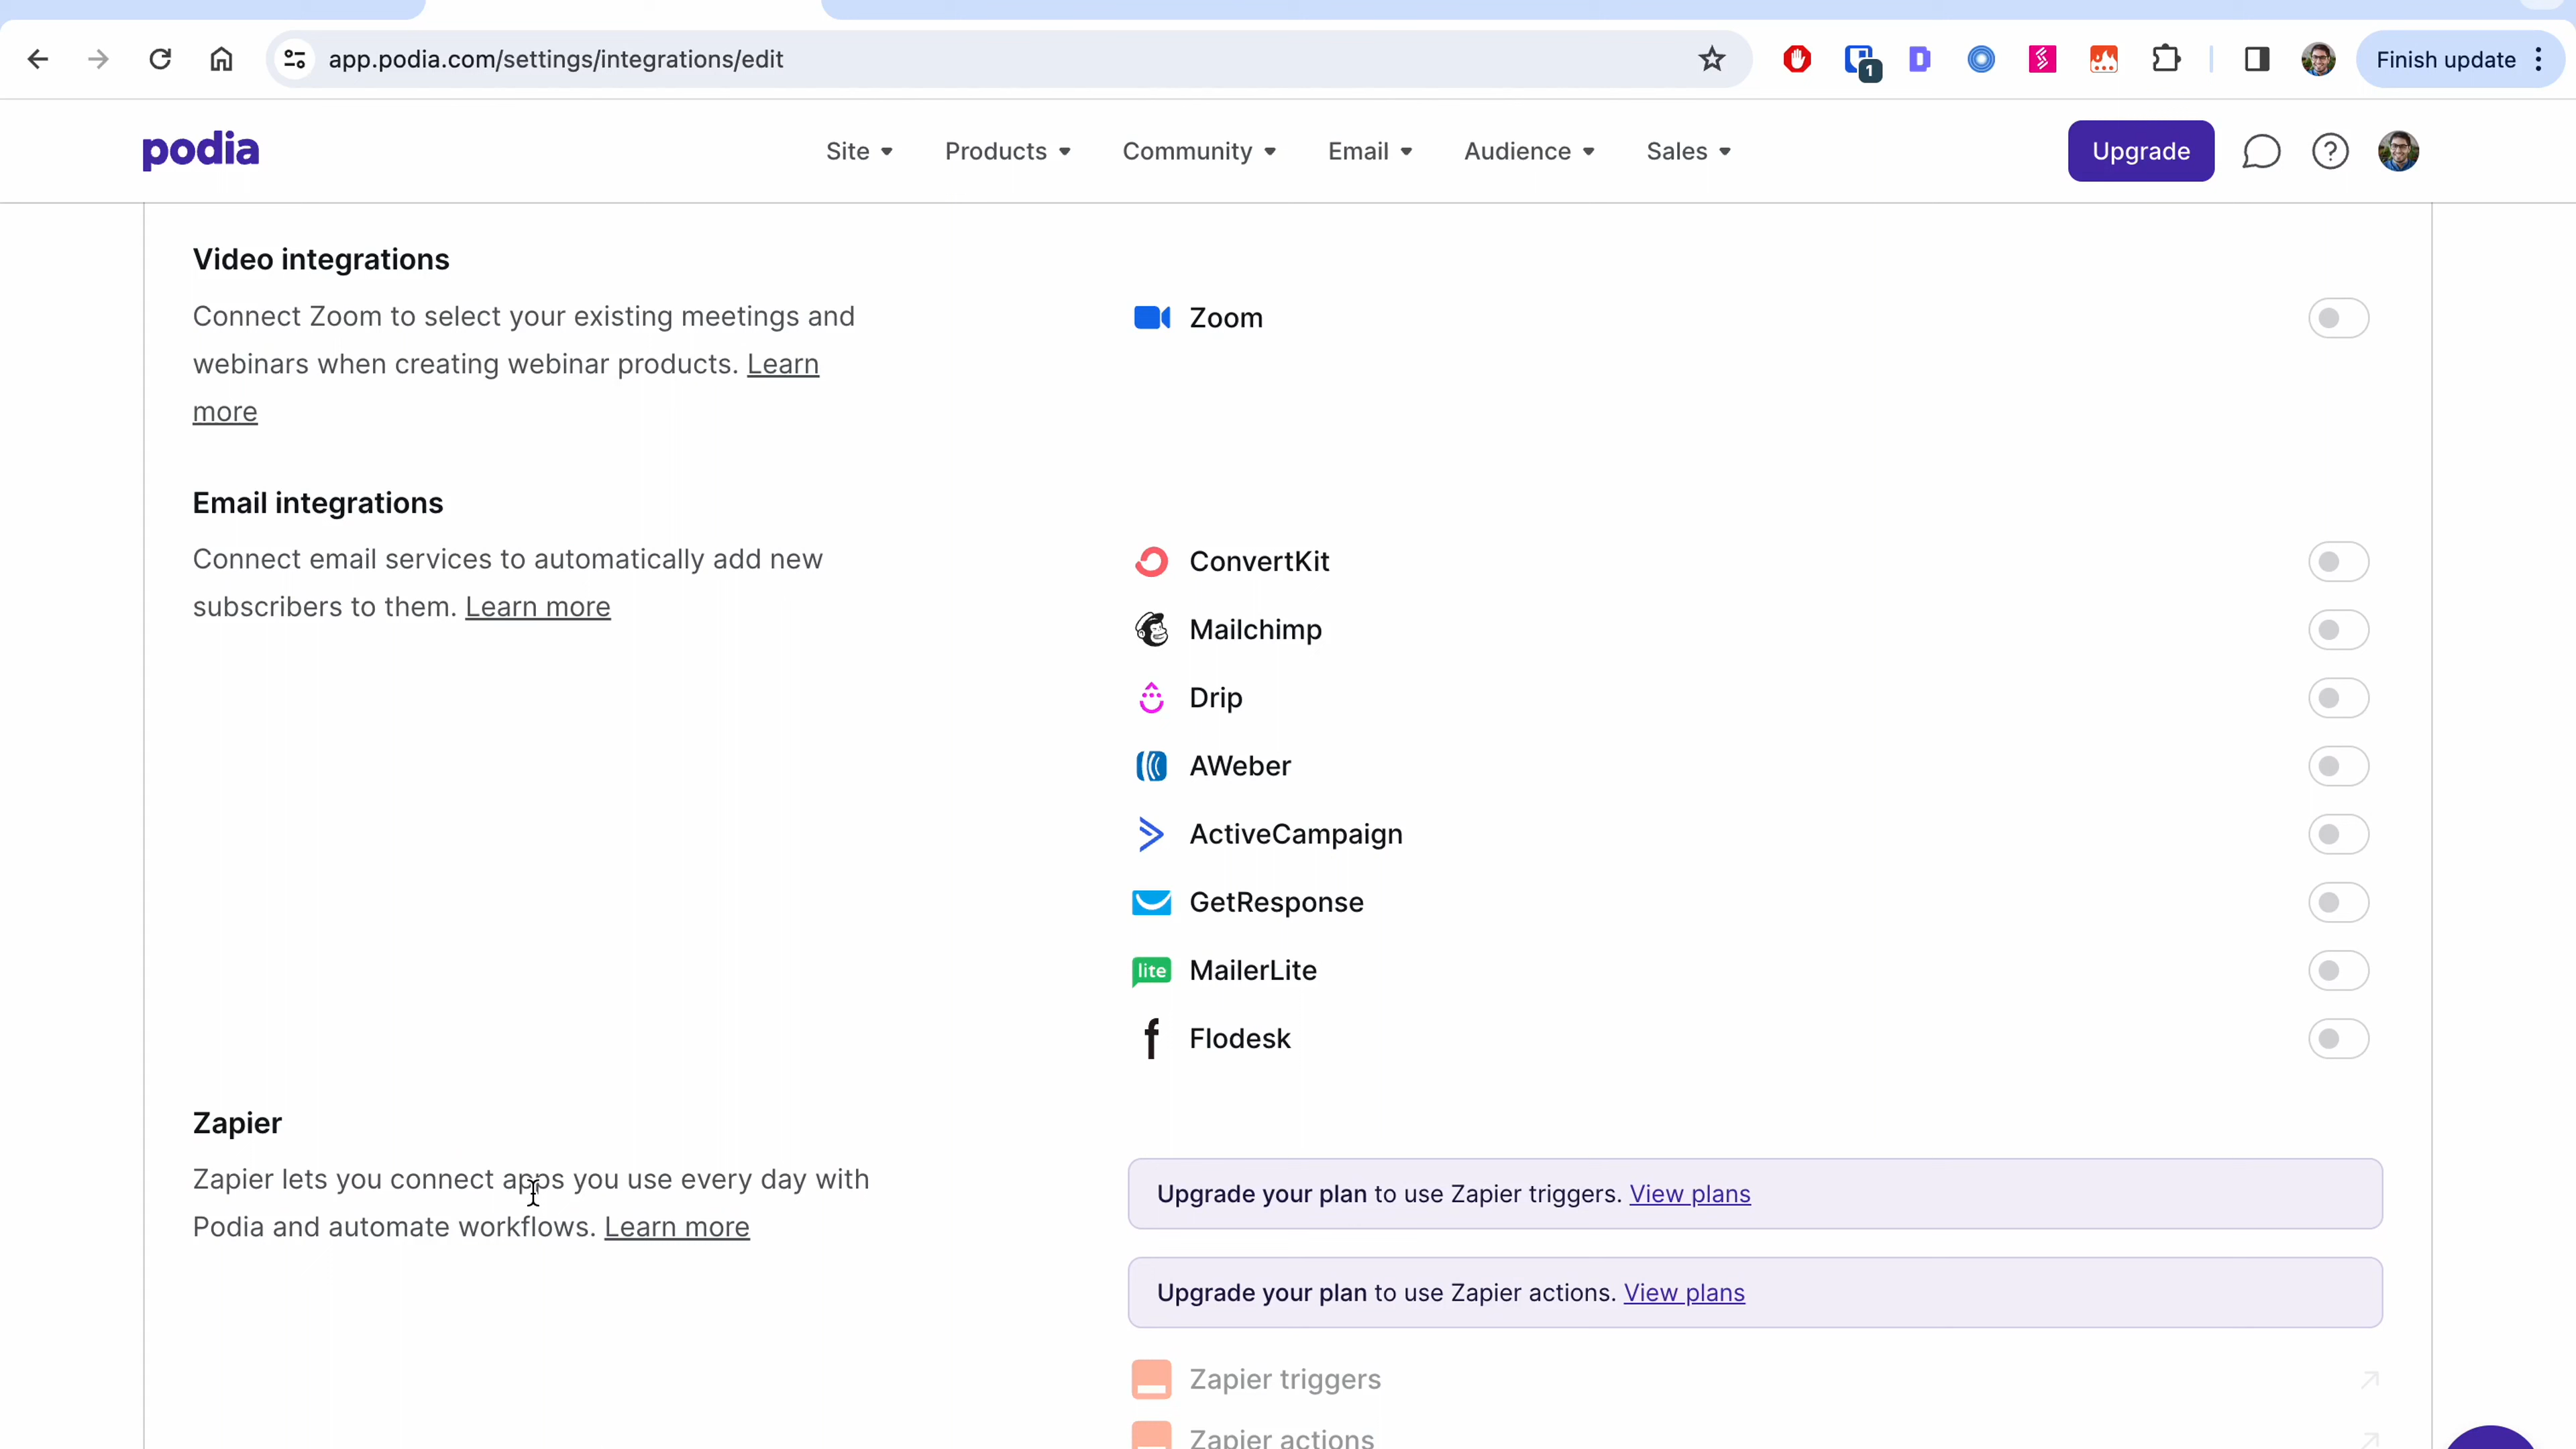 app.podia.com/settings/integrations/edit
1
D
Finish update
podia
Site
Products
Community
Email
Audience
Sales
Upgrade
Video integrations
Connect Zoom to select your existing meetings and
webinars when creating webinar products. Learn
more
Zoom
Email integrations
Connect email services to automatically add new
subscribers to them. Learn more
ConvertKit
Mailchimp
Drip
AWeber
ActiveCampaign
GetResponse
lite MailerLite
f Flodesk
Zapier
Zapier lets you connect apps you use every day with
Podia and automate workflows. Learn more
Upgrade your plan to use Zapier triggers. View plans
Upgrade your plan to use Zapier actions. View plans
Zapier triggers
Zapier actions